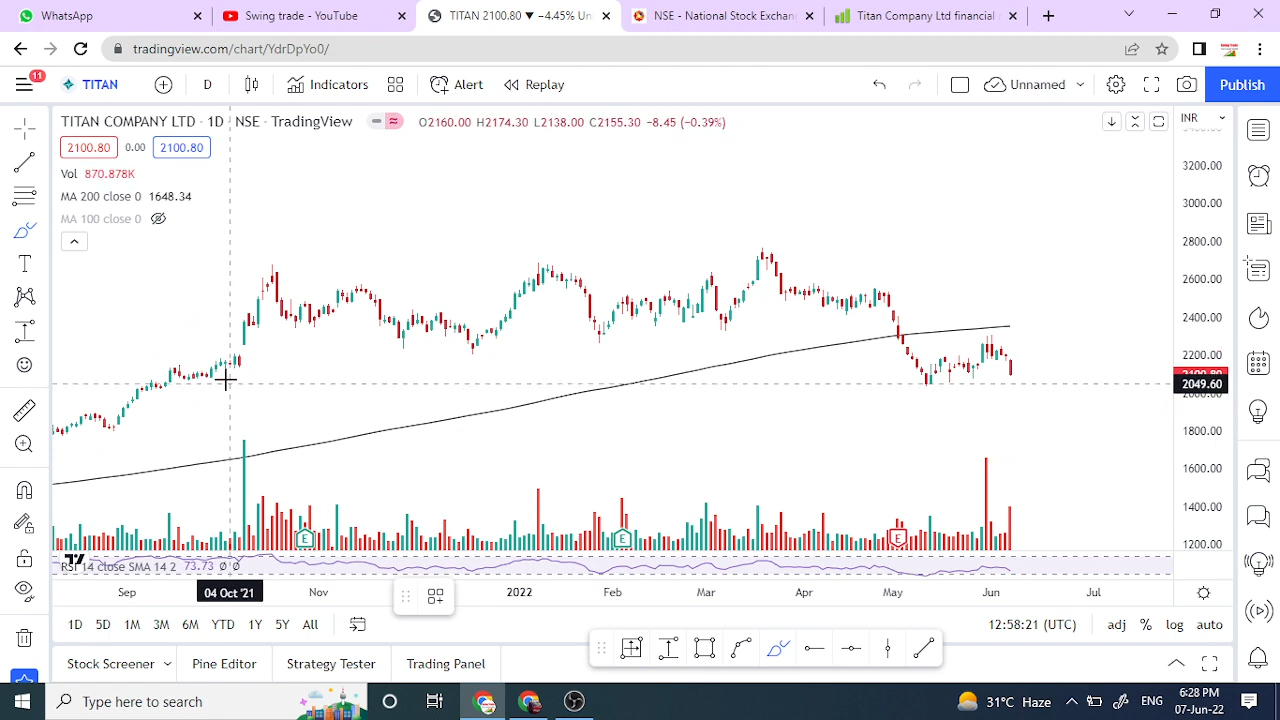 WhatsApp
Swing trade - YouTube
TITAN 2100.80 ▼ −4.45% Un
NSE - National Stock Exchan
Titan Company Ltd financial
tradingview.com/chart/YdrDpYo0/
11
TITAN
D
Indicators
Alert
Replay
Unnamed
Publish
TITAN COMPANY LTD · 1D · NSE · TradingView
O2160.00 H2174.30 L2138.00 C2155.30 −8.45 (−0.39%)
INR
2100.80
0.00
2100.80
Vol 870.878K
MA 200 close 0 1648.34
MA 100 close 0
3200.00
3000.00
2800.00
2600.00
2400.00
2200.00
2049.60
1800.00
1600.00
1400.00
1200.00
E
E
E
RSI 14 close SMA 14 2 73.73 ∅ ∅
Sep
04 Oct '21
Nov
2022
Feb
Mar
Apr
May
Jun
Jul
1D 5D 1M 3M 6M YTD 1Y 5Y All
12:58:21 (UTC)
adj % log auto
Stock Screener
Pine Editor
Strategy Tester
Trading Panel
Type here to search
31°C Haze
ENG
6:28 PM
07-Jun-22